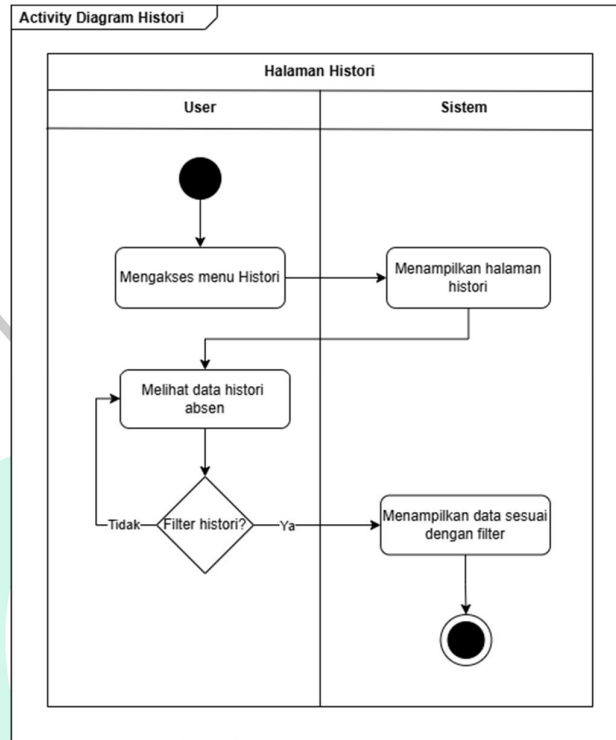 Activity Diagram Histori
Halaman Histori
User
Sistem
Mengakses menu Histori
Menampilkan halaman
histori
Melihat data histori
absen
Tidak
Filter histori?
Ya
Menampilkan data sesuai
dengan filter